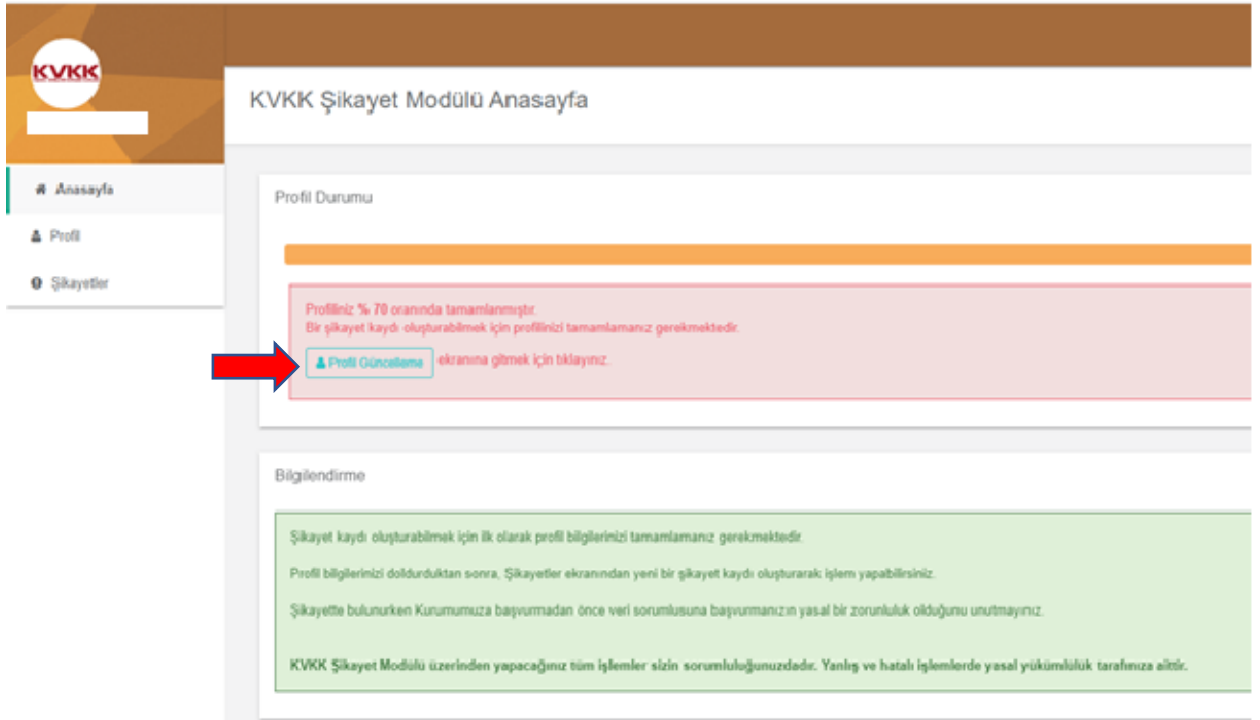 KVKK
KVKK Şikayet Modülü Anasayfa
Anasayfa
Profil
Şikayetler
Profil Durumu
Profiliniz % 70 oranında tamamlanmıştır.
Bir şikayet kaydı oluşturabilmek için profilinizi tamamlamanız gerekmektedir.
Profil Güncelleme ekranına gitmek için tıklayınız.
Bilgilendirme
Şikayet kaydı oluşturabilmek için ilk olarak profil bilgilerinizi tamamlamanız gerekmektedir.
Profil bilgilerinizi doldurduktan sonra, Şikayetler ekranından yeni bir şikayet kaydı oluşturarak işlem yapabilirsiniz.
Şikayette bulunurken Kurumumuza başvurmadan önce veri sorumlusuna başvurmanızın yasal bir zorunluluk olduğunu unutmayınız.
KVKK Şikayet Modülü üzerinden yapacağınız tüm işlemler sizin sorumluluğunuzdadır. Yanlış ve hatalı işlemlerde yasal yükümlülük tarafınıza aittir.